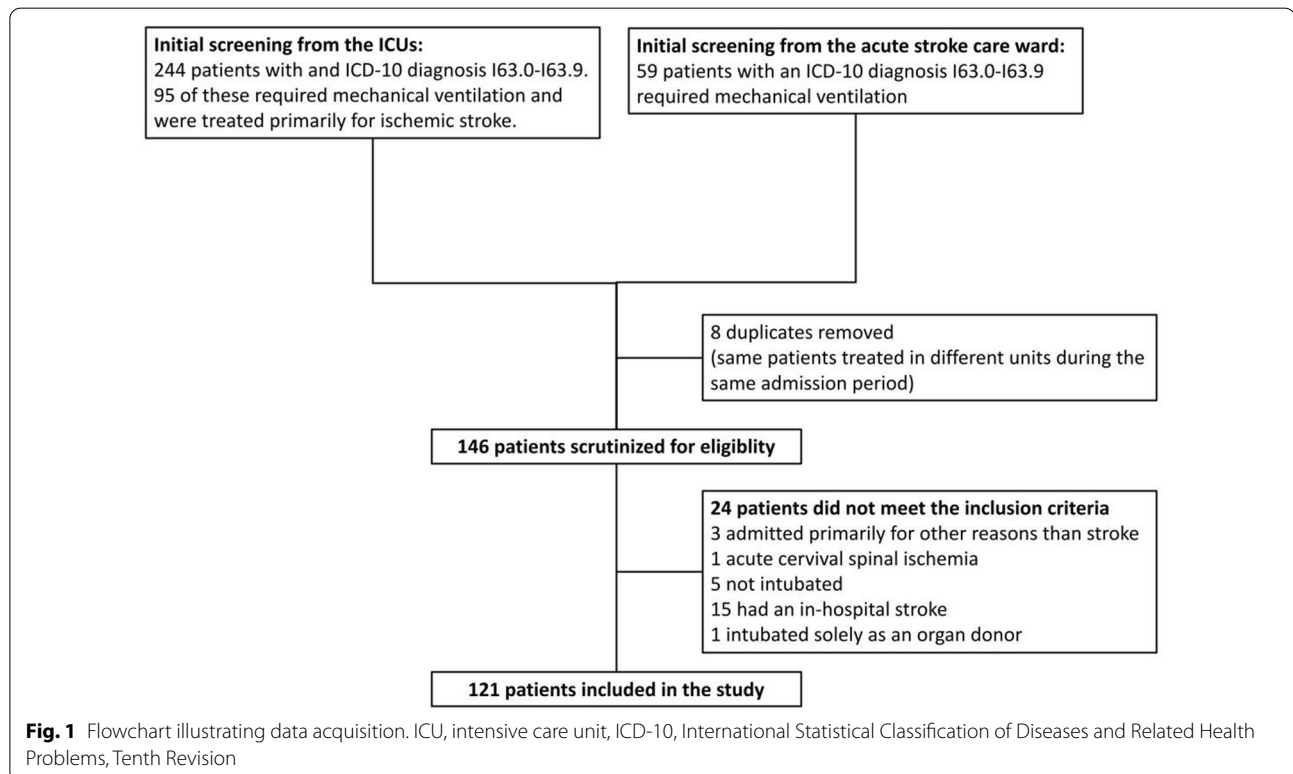 Initial screening from the ICUs:
244 patients with and ICD-10 diagnosis I63.0-I63.9.
95 of these required mechanical ventilation and
were treated primarily for ischemic stroke.
Initial screening from the acute stroke care ward:
59 patients with an ICD-10 diagnosis I63.0-I63.9
required mechanical ventilation
8 duplicates removed
(same patients treated in different units during the
same admission period)
146 patients scrutinized for eligiblity
24 patients did not meet the inclusion criteria
3 admitted primarily for other reasons than stroke
1 acute cervival spinal ischemia
5 not intubated
15 had an in-hospital stroke
1 intubated solely as an organ donor
121 patients included in the study
Fig. 1 Flowchart illustrating data acquisition. ICU, intensive care unit, ICD-10, International Statistical Classification of Diseases and Related Health
Problems, Tenth Revision